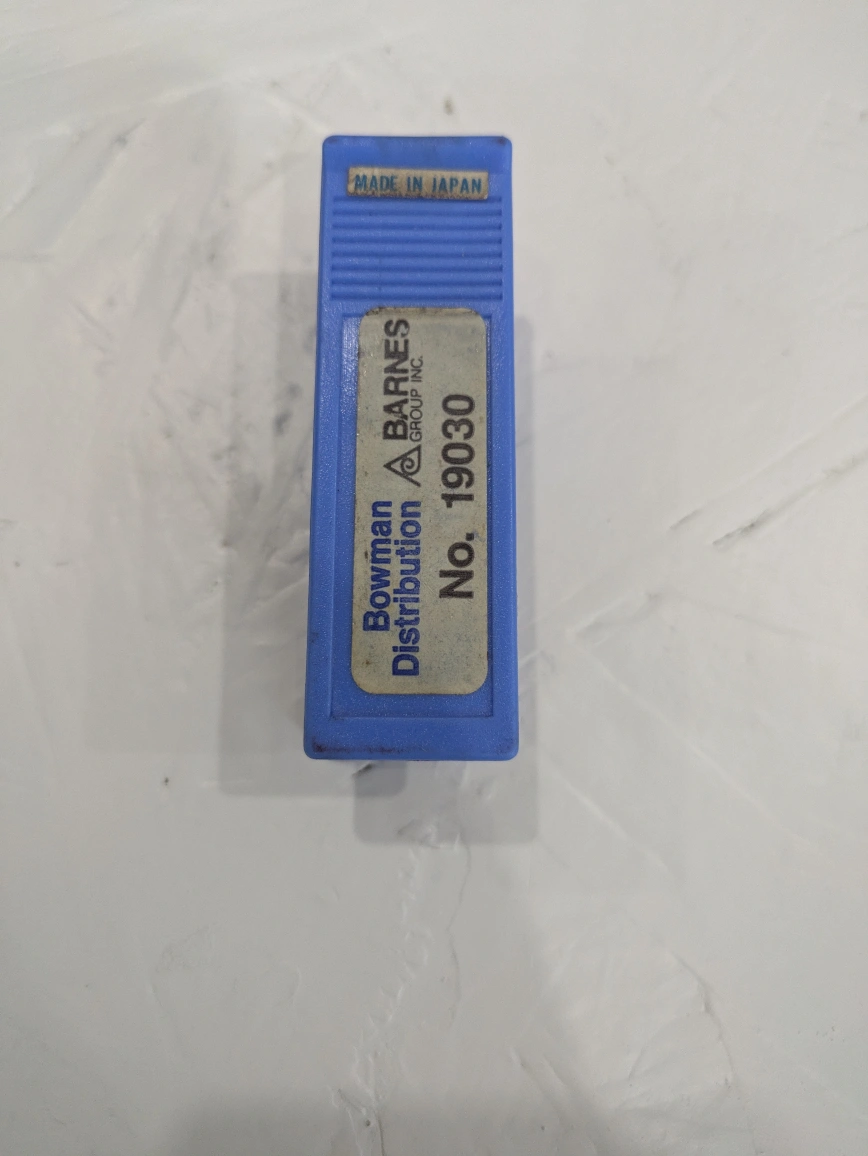 MADE IN JAPAN
Bowman
Distribution
BARNES
GROUP INC.
No. 19030